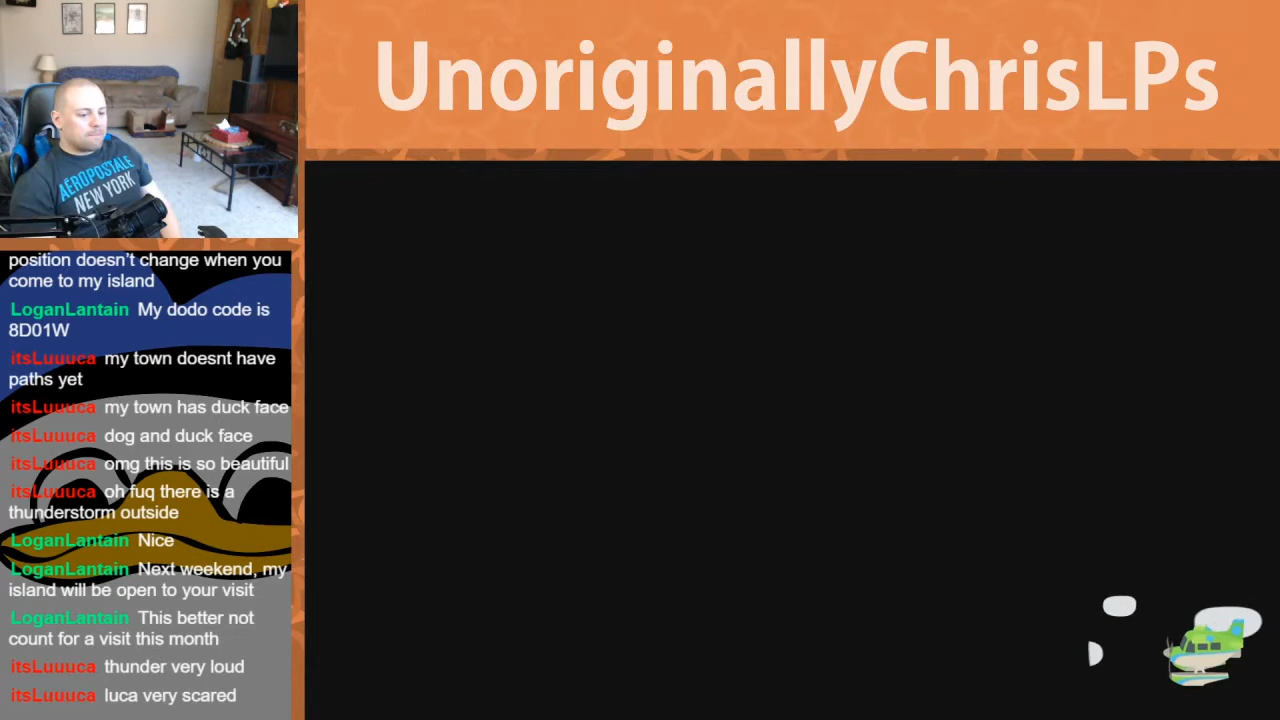 UnoriginallyChrisLPs
AÉROPOSTALE
NEW YORK
position doesn't change when you
come to my island
LoganLantain My dodo code is
8D01W
itsLuuuca my town doesnt have
paths yet
itsLuuuca my town has duck face
itsLuuuca dog and duck face
itsLuuuca omg this is so beautiful
itsLuuuca oh fuq there is a
thunderstorm outside
LoganLantain Nice
LoganLantain Next weekend, my
island will be open to your visit
LoganLantain This better not
count for a visit this month
itsLuuuca thunder very loud
itsLuuuca luca very scared